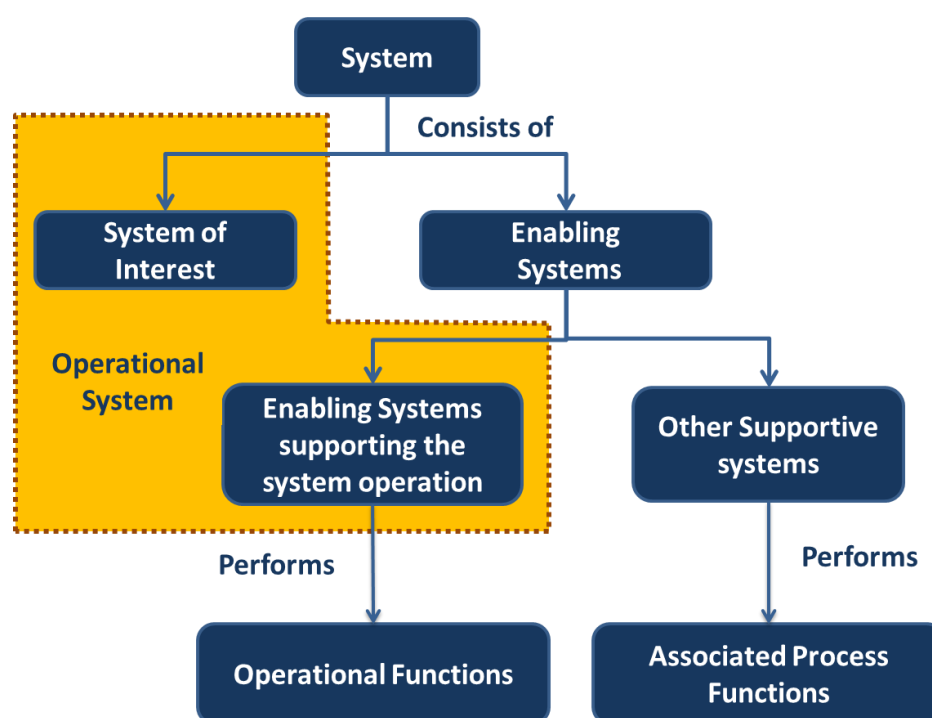 System
Consists of
System of
Interest
Enabling
Systems
Operational
System
Enabling Systems
supporting the
system operation
Other Supportive
systems
Performs
Performs
Operational Functions
Associated Process
Functions